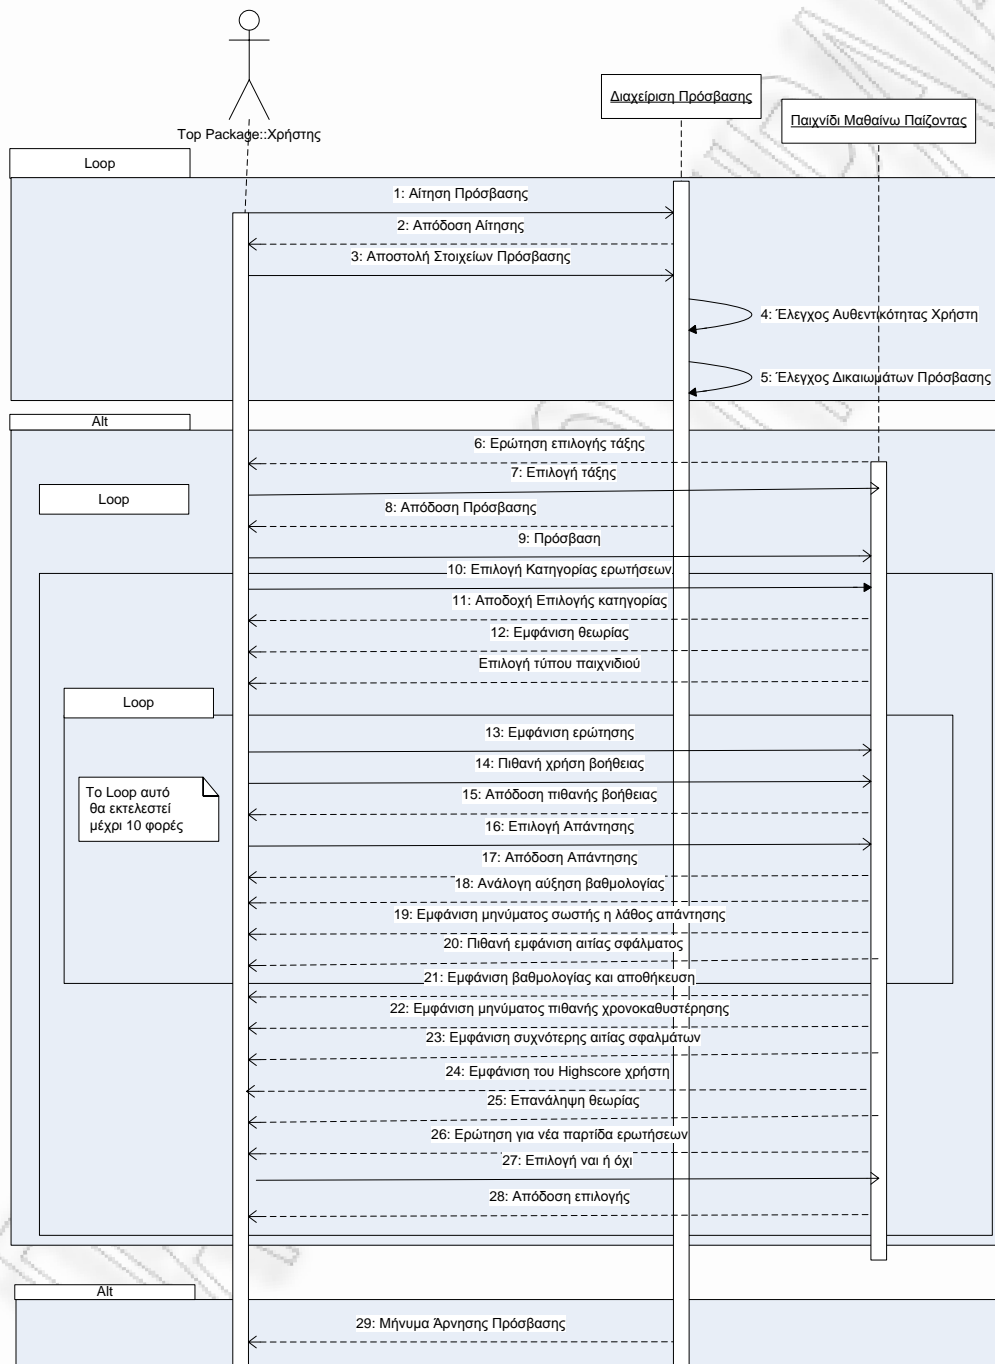 Διαχείριση Πρόσβασης
Παιχνίδι Μαθαίνω Παίζοντας
Top Package::Χρήστης
Loop
1: Αίτηση Πρόσβασης
2: Απόδοση Αίτησης
3: Αποστολή Στοιχείων Πρόσβασης
4: Έλεγχος Αυθεντικότητας Χρήστη
5: Έλεγχος Δικαιωμάτων Πρόσβασης
Alt
6: Ερώτηση επιλογής τάξης
7: Επιλογή τάξης
Loop
8: Απόδοση Πρόσβασης
9: Πρόσβαση
10: Επιλογή Κατηγορίας ερωτήσεων
11: Αποδοχή Επιλογής κατηγορίας
12: Εμφάνιση θεωρίας
Επιλογή τύπου παιχνιδιού
Loop
13: Εμφάνιση ερώτησης
14: Πιθανή χρήση βοήθειας
Το Loop αυτό
θα εκτελεστεί
μέχρι 10 φορές
15: Απόδοση πιθανής βοήθειας
16: Επιλογή Απάντησης
17: Απόδοση Απάντησης
18: Ανάλογη αύξηση βαθμολογίας
19: Εμφάνιση μηνύματος σωστής η λάθος απάντησης
20: Πιθανή εμφάνιση αιτίας σφάλματος
21: Εμφάνιση βαθμολογίας και αποθήκευση
22: Εμφάνιση μηνύματος πιθανής χρονοκαθυστέρησης
23: Εμφάνιση συχνότερης αιτίας σφαλμάτων
24: Εμφάνιση του Highscore χρήστη
25: Επανάληψη θεωρίας
26: Ερώτηση για νέα παρτίδα ερωτήσεων
27: Επιλογή ναι ή όχι
28: Απόδοση επιλογής
Alt
29: Μήνυμα Άρνησης Πρόσβασης